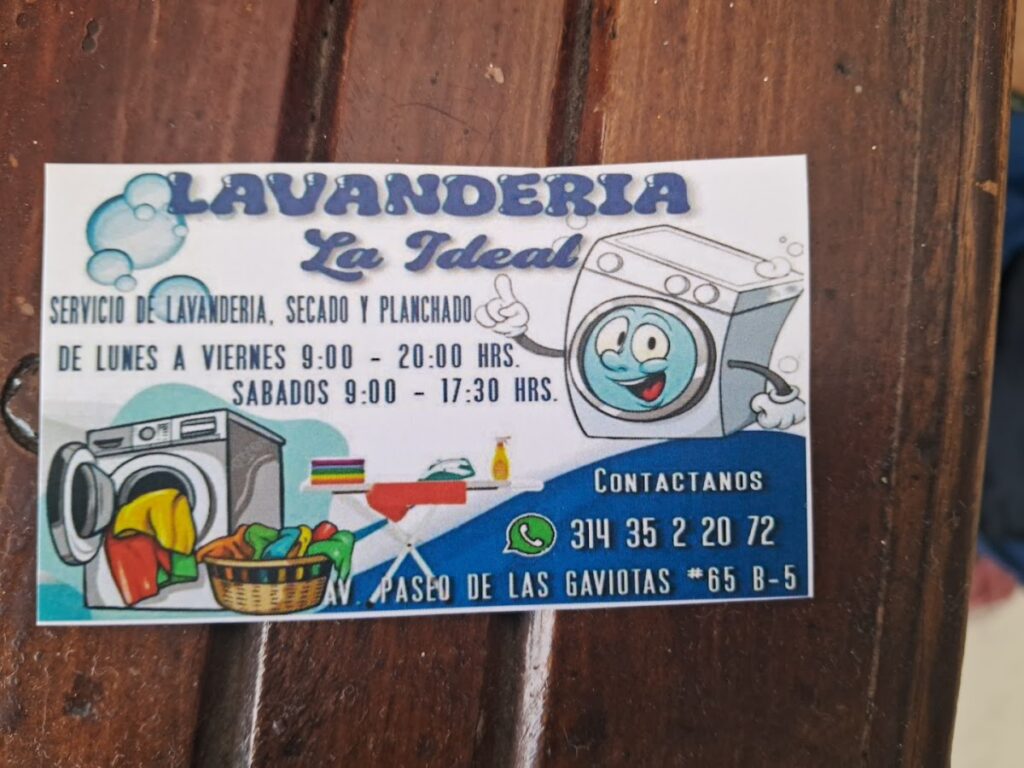 LAVANDERIA
La Ideal
SERVICIO DE LAVANDERIA, SECADO Y PLANCHADO
DE LUNES A VIERNES 9:00 - 20:00 HRS.
SABADOS 9:00 - 17:30 HRS.
CONTACTANOS
314 35 2 20 72
AV. PASEO DE LAS GAVIOTAS #65 B-5